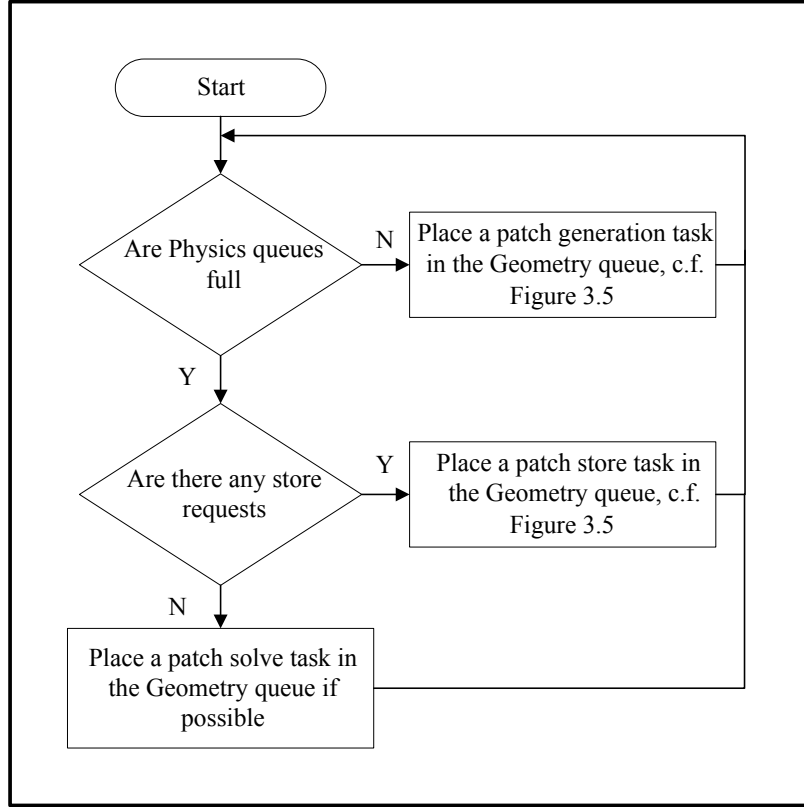 Start
Are Physics queues
full
N
Place a patch generation task
in the Geometry queue, c.f.
Figure 3.5
Y
Are there any store
requests
Y
Place a patch store task in
the Geometry queue, c.f.
Figure 3.5
N
Place a patch solve task in
the Geometry queue if
possible